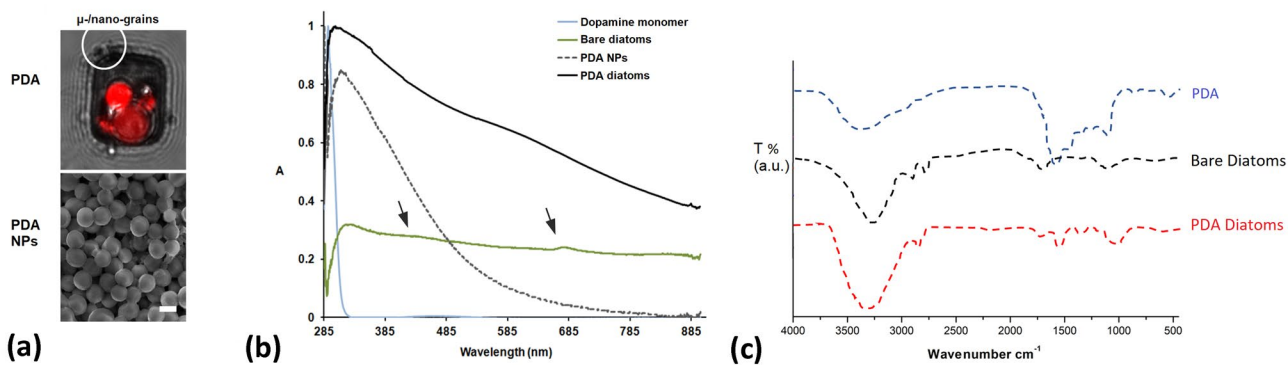 μ-/nano-grains
PDA
PDA
NPs
(a)
1
0.8
0.6
0.4
0.2
0
A
285
385
485
585
685
785
885
Wavelength (nm)
Dopamine monomer
Bare diatoms
PDA NPs
PDA diatoms
(b)
T %
(a.u.)
PDA
Bare Diatoms
PDA Diatoms
4000
3500
3000
2500
2000
1500
1000
500
Wavenumber cm⁻¹
(c)